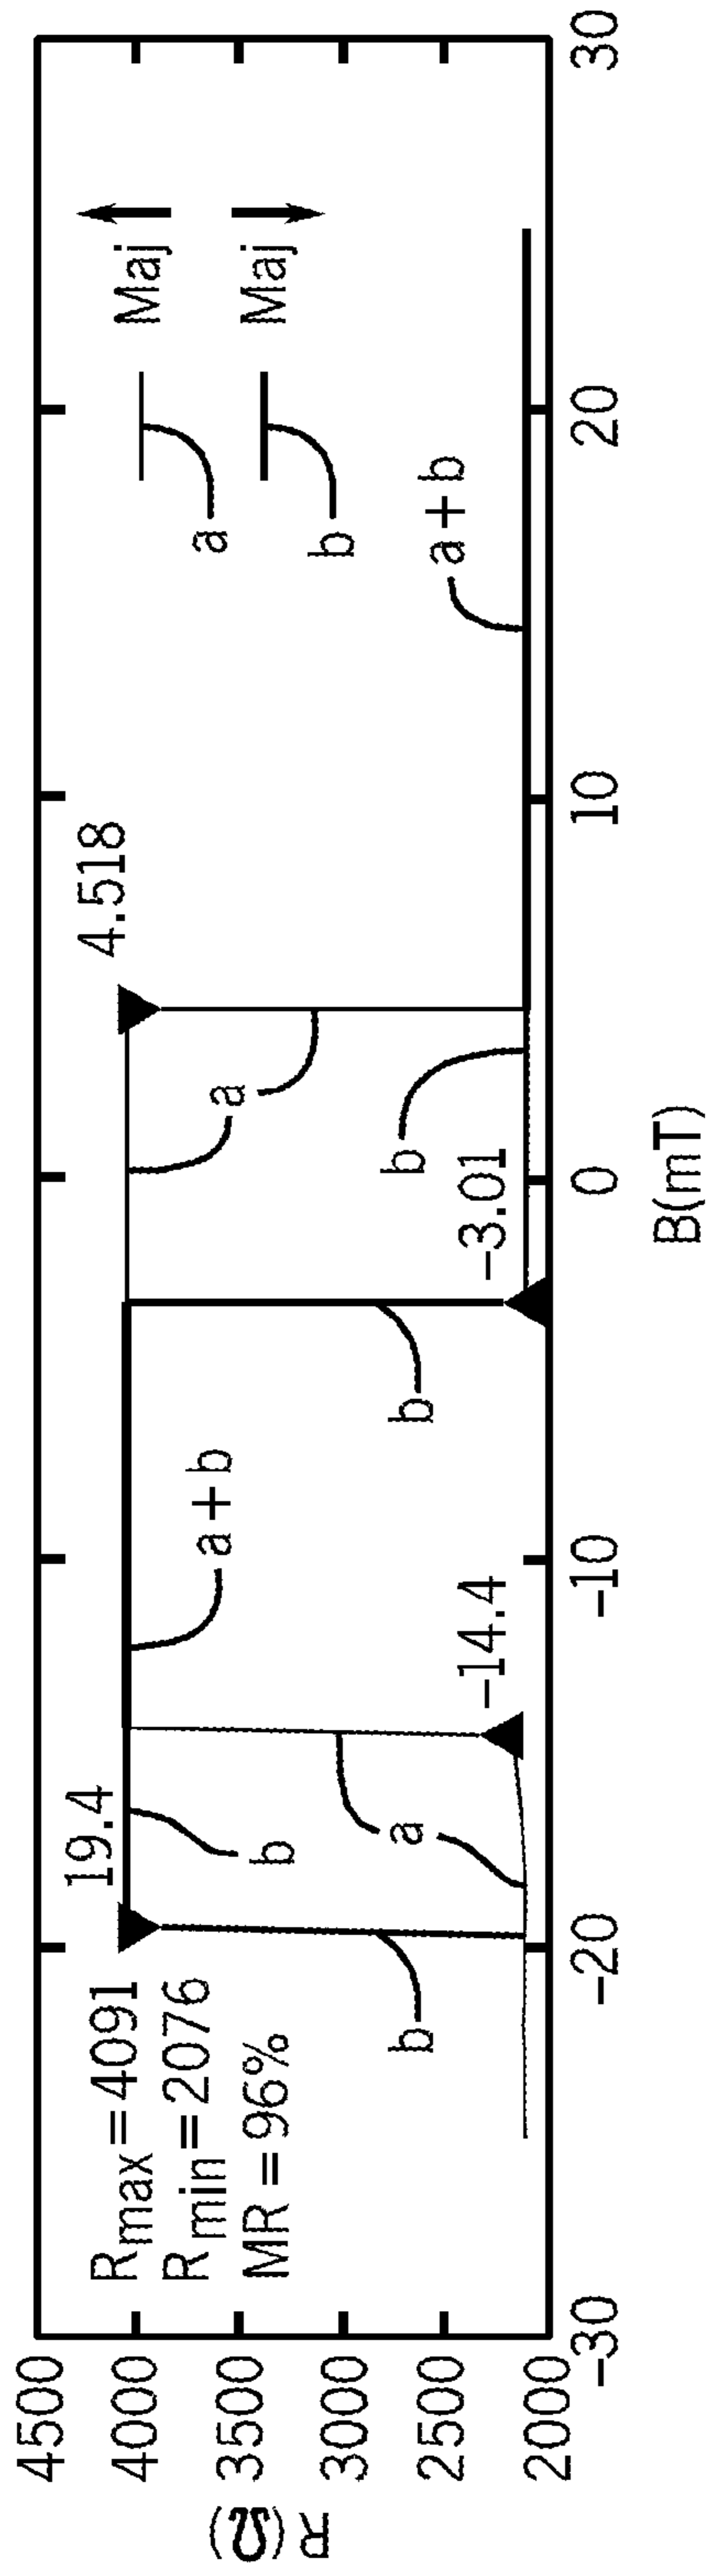 R(Ω)
4500
4000
3500
3000
2500
2000
Rmax=4091
Rmin=2076
MR=96%
19.4
b
b
a
-14.4
a+b
b
-3.01
b
a
4.518
a+b
a
Maj
b
Maj
-30
-20
-10
0
10
20
30
B(mT)